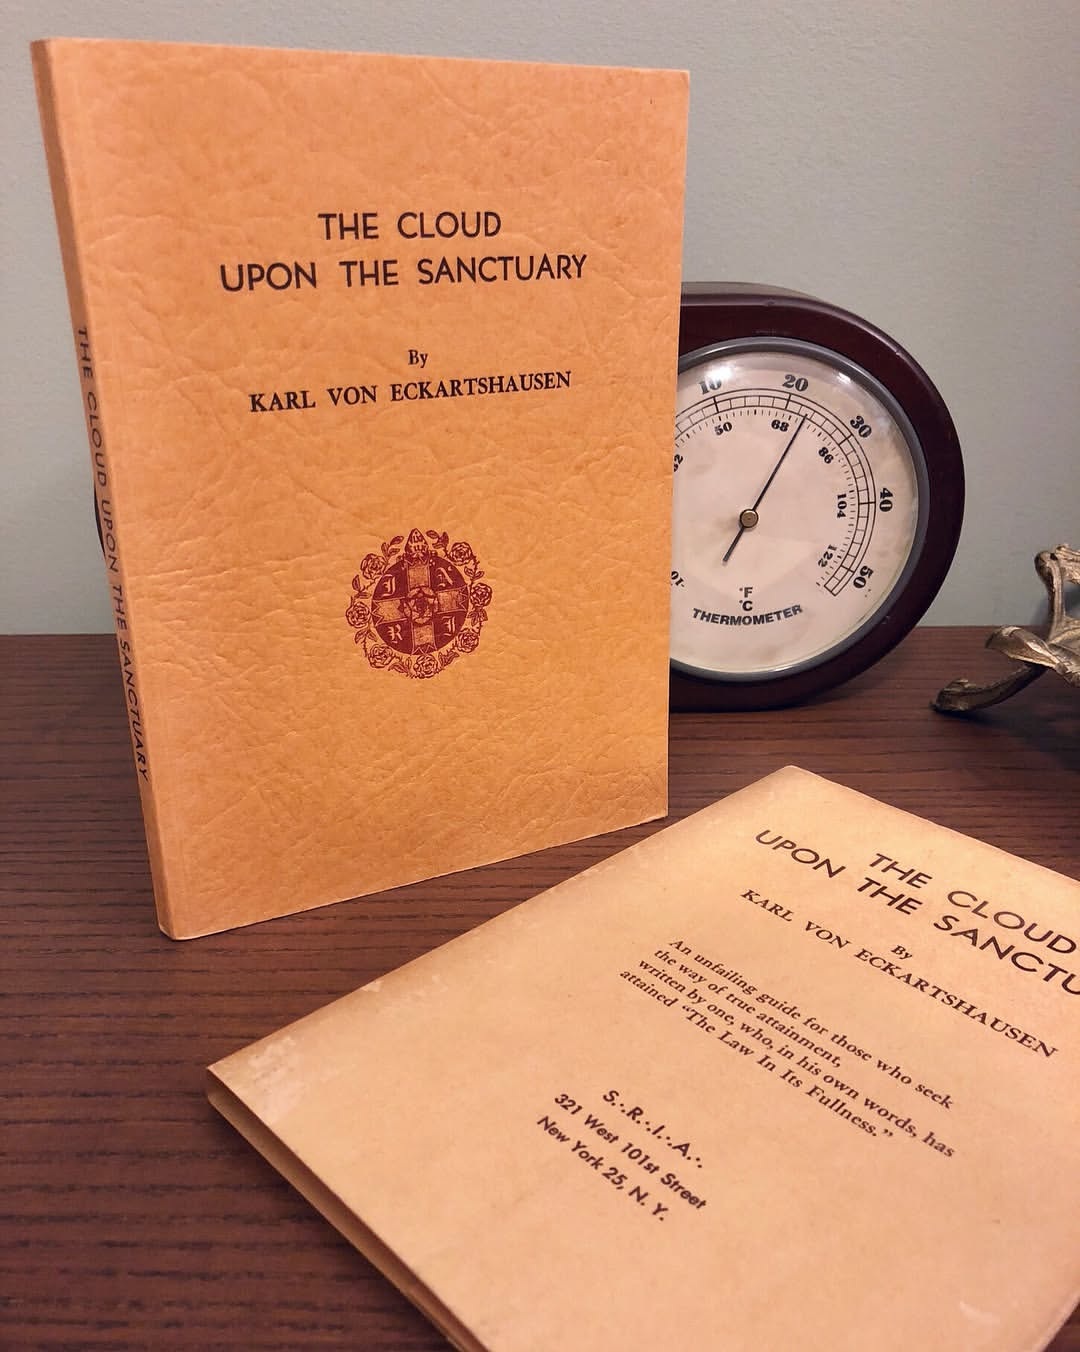 THE CLOUD
UPON THE SANCTUARY
By
KARL VON ECKARTSHAUSEN
I N
R I
THE CLOUD UPON THE SANCTUARY
10
20
30
40
50
50
68
86
104
122
-10
°F
°C
THERMOMETER
THE CLOUD
UPON THE SANCTU
By
KARL VON ECKARTSHAUSEN
An unfailing guide for those who seek
the way of true attainment,
written by one, who, in his own words, has
attained "The Law In Its Fullness."
S∴R∴I∴A∴
321 West 101st Street
New York 25, N. Y.